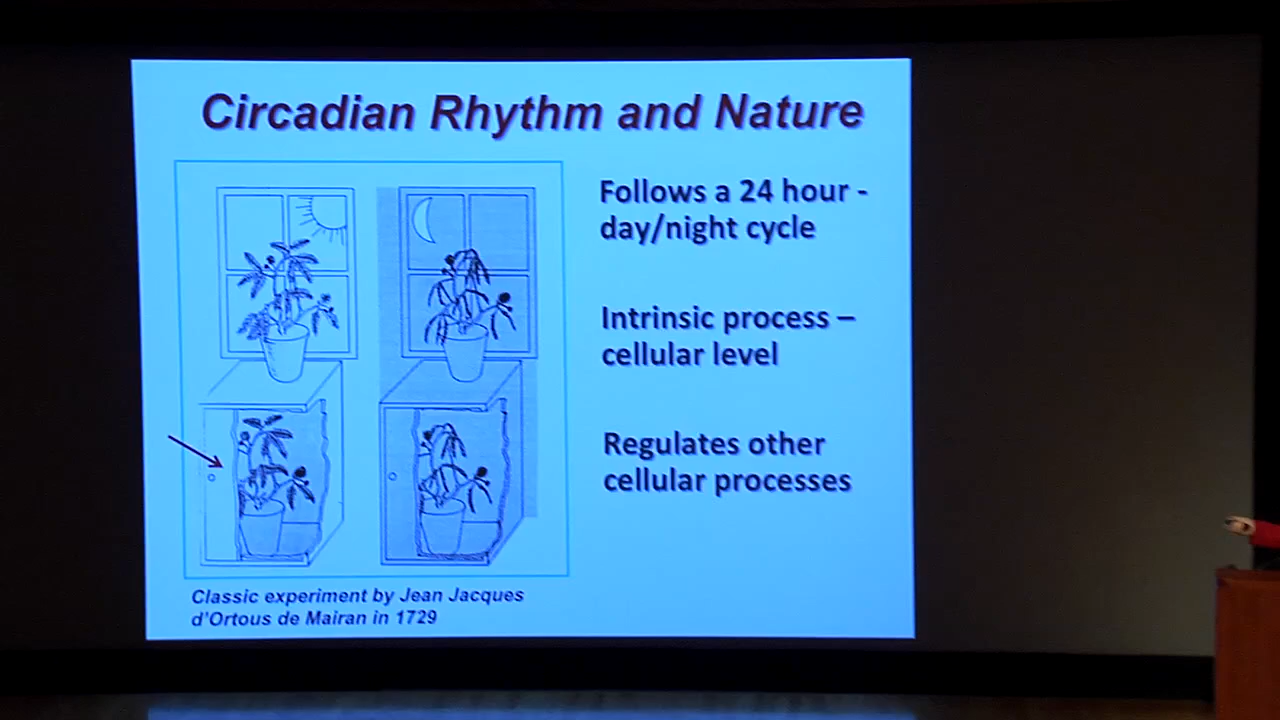 Circadian Rhythm and Nature
Follows a 24 hour -
day/night cycle
Intrinsic process –
cellular level
Regulates other
cellular processes
Classic experiment by Jean Jacques
d'Ortous de Mairan in 1729